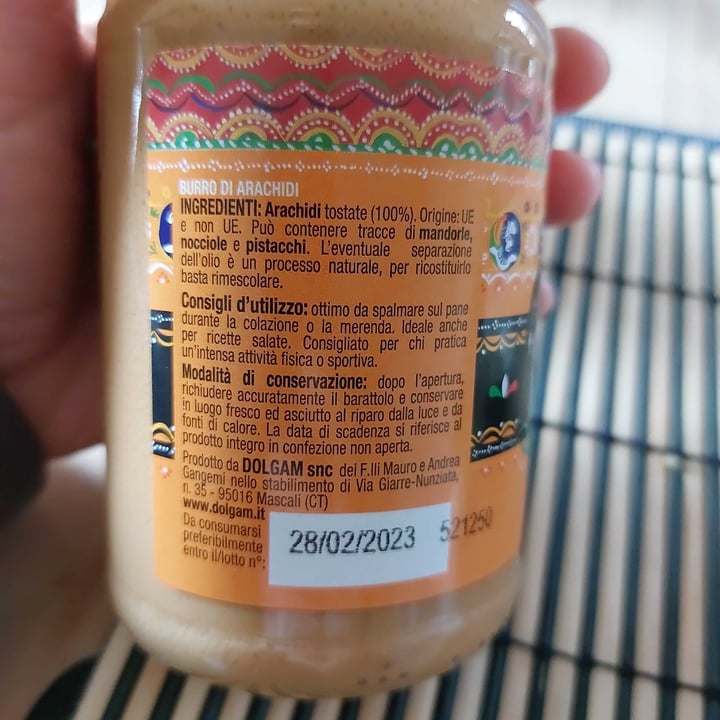 BURRO DI ARACHIDI
INGREDIENTI: Arachidi tostate (100%). Origine: UE
e non UE. Può contenere tracce di mandorle,
nocciole e pistacchi. L'eventuale separazione
dell'olio è un processo naturale, per ricostituirlo
basta rimescolare.
Consigli d'utilizzo: ottimo da spalmare sul pane
durante la colazione o la merenda. Ideale anche
per ricette salate. Consigliato per chi pratica
un'intensa attività fisica o sportiva.
Modalità di conservazione: dopo l'apertura,
richiudere accuratamente il barattolo e conservare
in luogo fresco ed asciutto al riparo dalla luce e da
fonti di calore. La data di scadenza si riferisce al
prodotto integro in confezione non aperta.
Prodotto da DOLGAM snc dei F.lli Mauro e Andrea
Gangemi nello stabilimento di Via Giarre-Nunziata,
n. 35 - 95016 Mascali (CT)
www.dolgam.it
Da consumarsi
preferibilmente
entro il/lotto n°:
28/02/2023 521250